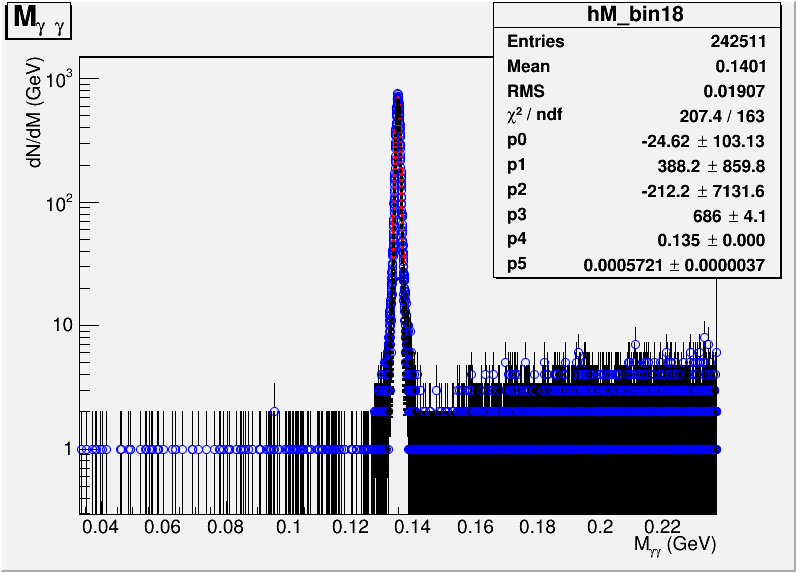 Mγ γ
hM_bin18
Entries 242511
Mean 0.1401
RMS 0.01907
χ² / ndf 207.4 / 163
p0 -24.62 ± 103.13
p1 388.2 ± 859.8
p2 -212.2 ± 7131.6
p3 686 ± 4.1
p4 0.135 ± 0.000
p5 0.0005721 ± 0.0000037
dN/dM (GeV)
10³
10²
10
1
0.04 0.06 0.08 0.1 0.12 0.14 0.16 0.18 0.2 0.22
Mγγ (GeV)